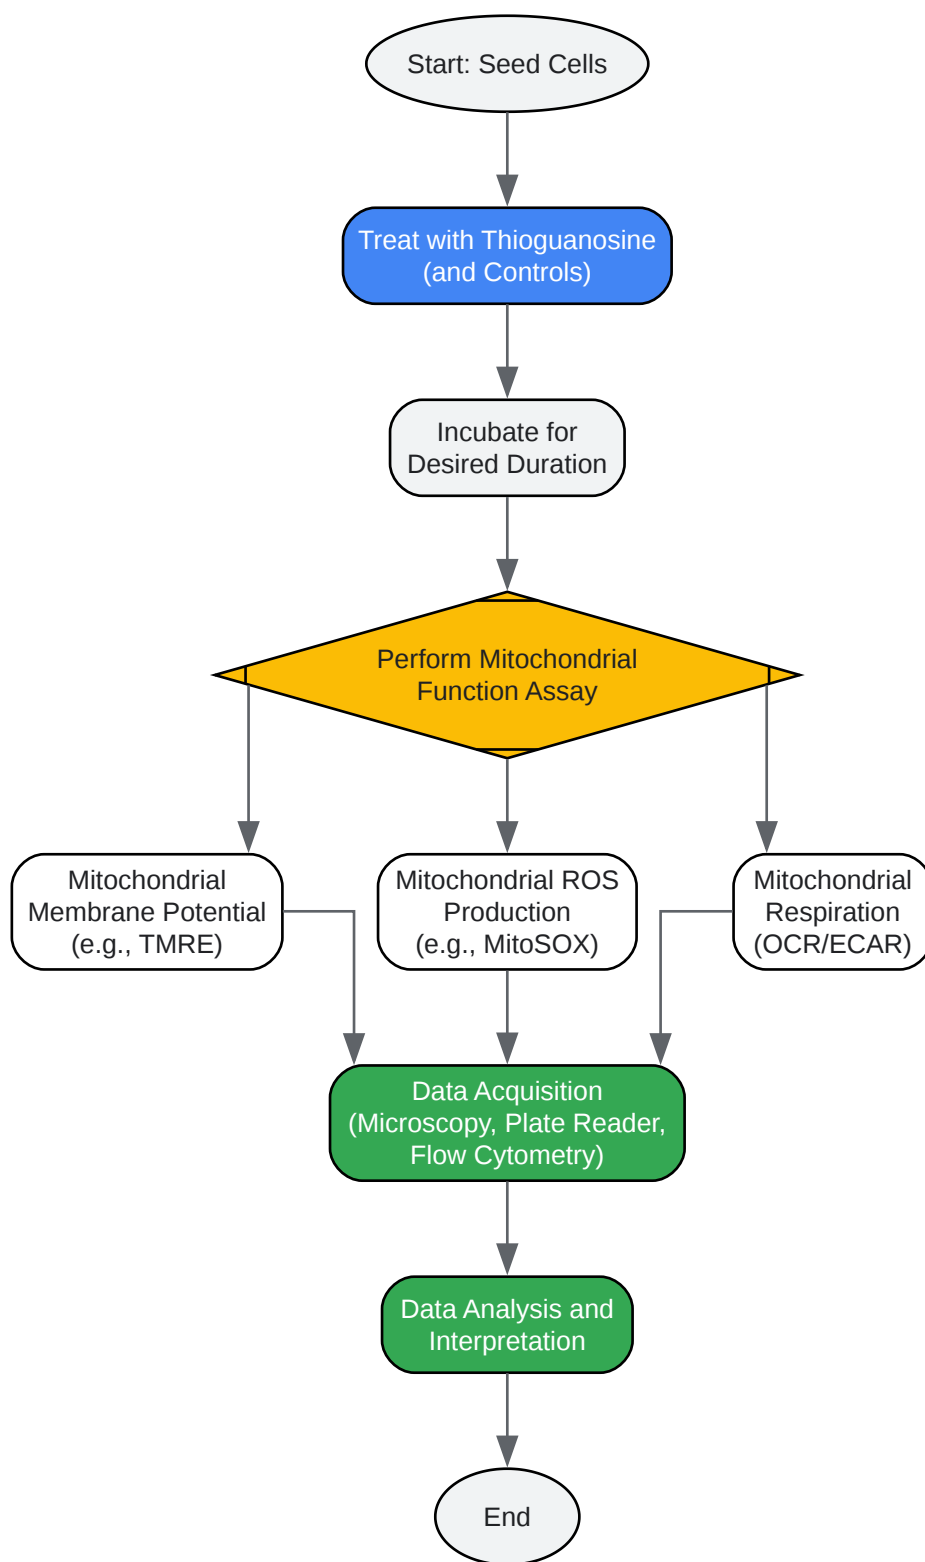 Start: Seed Cells
Treat with Thioguanosine
(and Controls)
Incubate for
Desired Duration
Perform Mitochondrial
Function Assay
Mitochondrial
Membrane Potential
(e.g., TMRE)
Mitochondrial ROS
Production
(e.g., MitoSOX)
Mitochondrial
Respiration
(OCR/ECAR)
Data Acquisition
(Microscopy, Plate Reader,
Flow Cytometry)
Data Analysis and
Interpretation
End